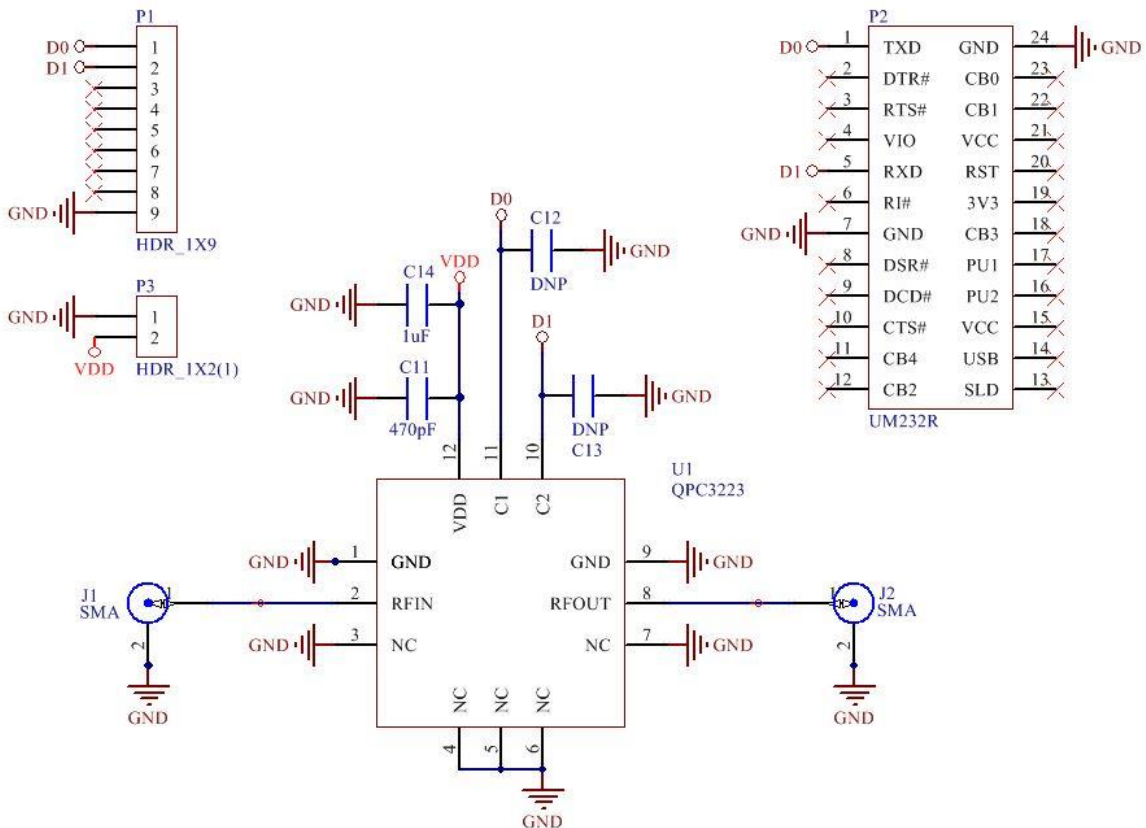 P1
D0 1
D1 2
3
4
5
6
7
8
GND 9
HDR_1X9
P3
GND 1
2
VDD
HDR_1X2(1)
P2
D0 1 TXD GND 24 GND
2 DTR# CB0 23
3 RTS# CB1 22
4 VIO VCC 21
D1 5 RXD RST 20
6 RI# 3V3 19
GND 7 GND CB3 18
8 DSR# PU1 17
9 DCD# PU2 16
10 CTS# VCC 15
11 CB4 USB 14
12 CB2 SLD 13
UM232R
D0
C12
GND
DNP
C14 VDD
GND
1uF
D1
C11
GND
470pF
GND
DNP
C13
12 11 10
VDD C1 C2
U1
QPC3223
GND 1 GND
GND 9 GND
J1
SMA
1
2
2 RFIN
RFOUT 8
1
J2
SMA
2
GND 3 NC
NC 7 GND
GND
GND
NC NC NC
4 5 6
GND